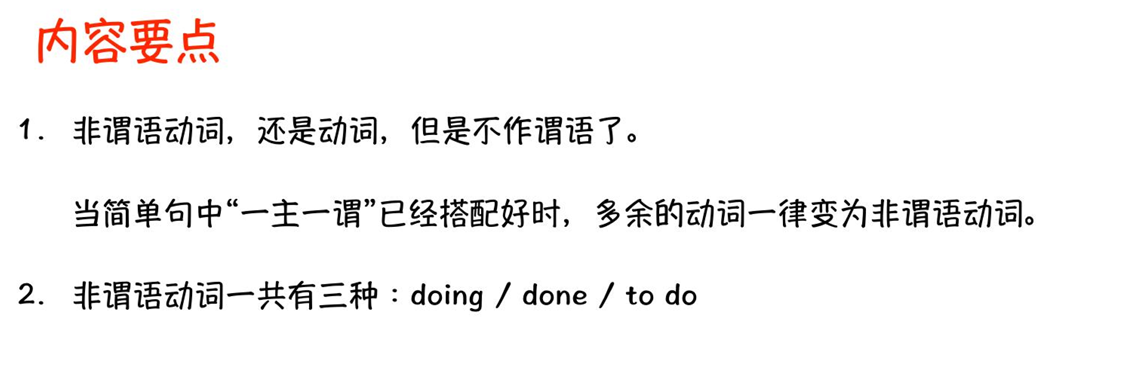 内容要点
1. 非谓语动词，还是动词，但是不作谓语了。
当简单句中“一主一谓”已经搭配好时，多余的动词一律变为非谓语动词。
2. 非谓语动词一共有三种：doing / done / to do